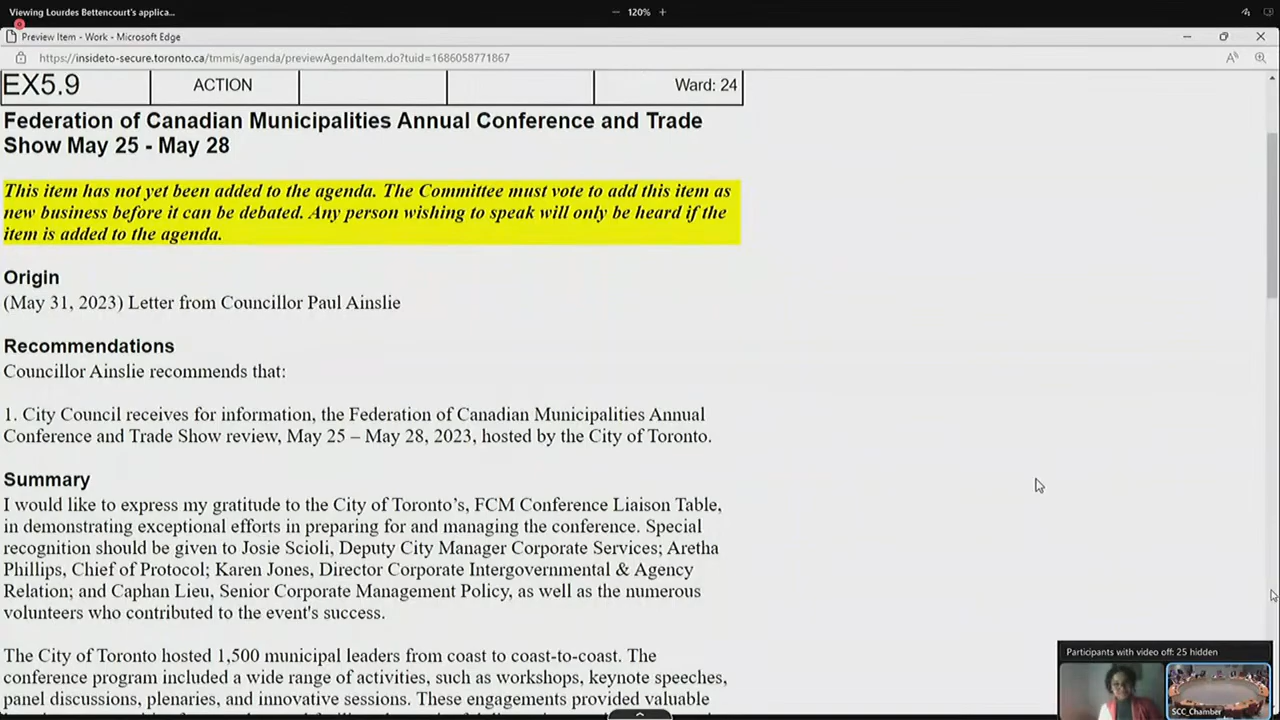 Viewing Lourdes Bettencourt's applica...
120%
Preview Item - Work - Microsoft Edge
https://insideto-secure.toronto.ca/tmmis/agenda/previewAgendaItem.do?tuid=1686058771867
EX5.9 ACTION Ward: 24
Federation of Canadian Municipalities Annual Conference and Trade
Show May 25 - May 28
This item has not yet been added to the agenda. The Committee must vote to add this item as
new business before it can be debated. Any person wishing to speak will only be heard if the
item is added to the agenda.
Origin
(May 31, 2023) Letter from Councillor Paul Ainslie
Recommendations
Councillor Ainslie recommends that:
1. City Council receives for information, the Federation of Canadian Municipalities Annual
Conference and Trade Show review, May 25 – May 28, 2023, hosted by the City of Toronto.
Summary
I would like to express my gratitude to the City of Toronto’s, FCM Conference Liaison Table,
in demonstrating exceptional efforts in preparing for and managing the conference. Special
recognition should be given to Josie Scioli, Deputy City Manager Corporate Services; Aretha
Phillips, Chief of Protocol; Karen Jones, Director Corporate Intergovernmental & Agency
Relation; and Caphan Lieu, Senior Corporate Management Policy, as well as the numerous
volunteers who contributed to the event's success.
The City of Toronto hosted 1,500 municipal leaders from coast to coast-to-coast. The
conference program included a wide range of activities, such as workshops, keynote speeches,
panel discussions, plenaries, and innovative sessions. These engagements provided valuable
Participants with video off: 25 hidden
SCC_Chamber